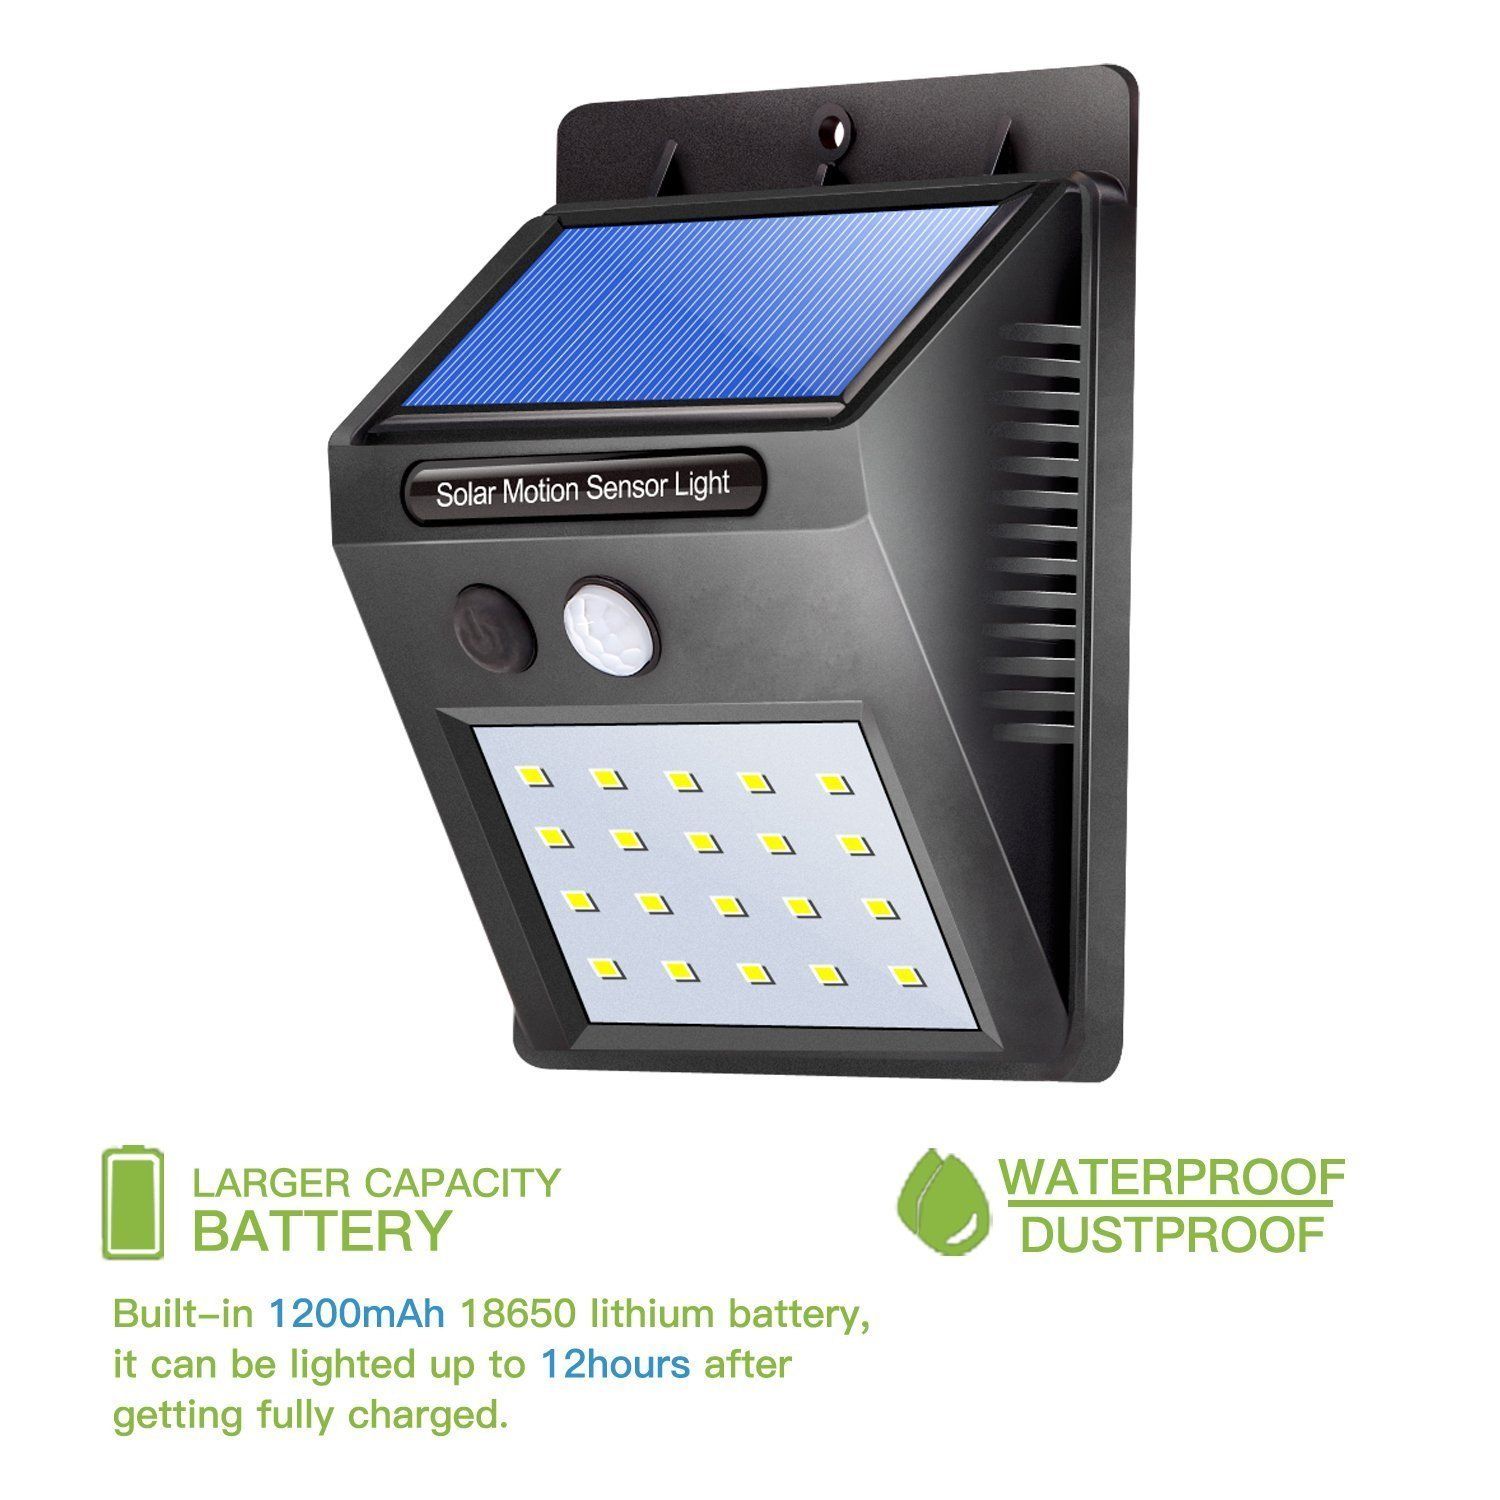 Solar Motion Sensor Light
LARGER CAPACITY
BATTERY
WATERPROOF
DUSTPROOF
Built-in 1200mAh 18650 lithium battery,
it can be lighted up to 12hours after
getting fully charged.